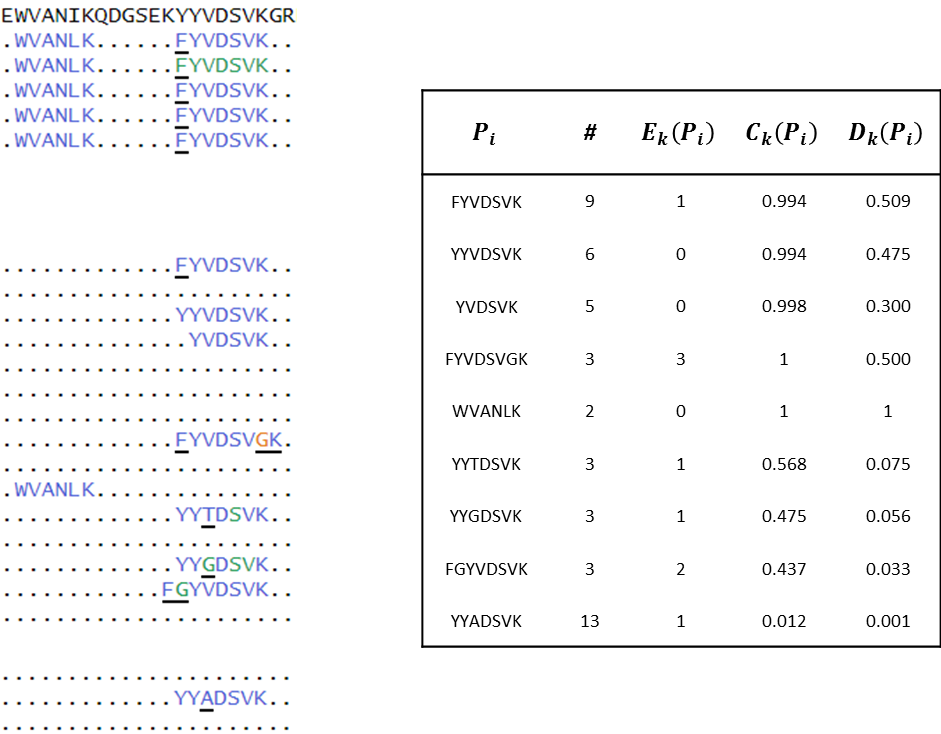 EWVANIKQDGSEKYYVDSVKGR
.WVANLK......FYVDSVK..
.WVANLK......FYVDSVK..
.WVANLK......FYVDSVK..
.WVANLK......FYVDSVK..
.WVANLK......FYVDSVK..
.............FYVDSVK..
......................
.............YYVDSVK..
..............YVDSVK..
......................
......................
......................
.............FYVDSVGK.
......................
.WVANLK...............
.............YYTDSVK..
......................
.............YYGDSVK..
............FGYVDSVK..
......................
......................
.............YYADSVK..
......................
P_i # E_k(P_i) C_k(P_i) D_k(P_i)
FYVDSVK 9 1 0.994 0.509
YYVDSVK 6 0 0.994 0.475
YVDSVK 5 0 0.998 0.300
FYVDSVGK 3 3 1 0.500
WVANLK 2 0 1 1
YYTDSVK 3 1 0.568 0.075
YYGDSVK 3 1 0.475 0.056
FGYVDSVK 3 2 0.437 0.033
YYADSVK 13 1 0.012 0.001